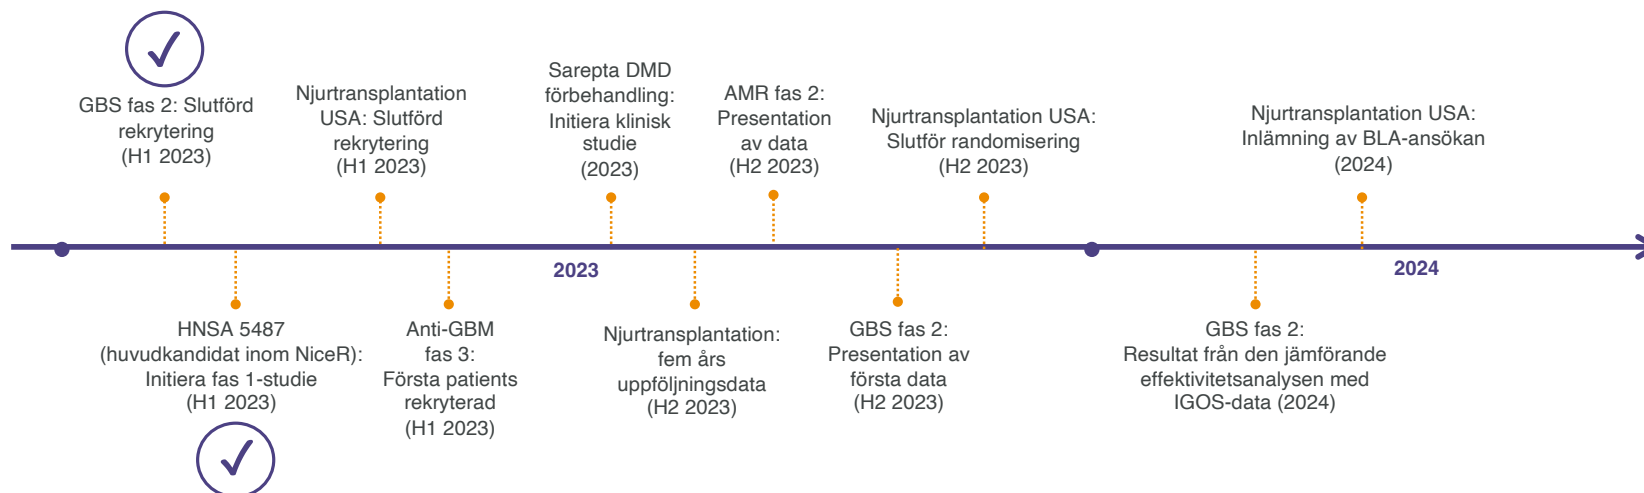 GBS fas 2: Slutförd
rekrytering
(H1 2023)
Njurtransplantation
USA: Slutförd
rekrytering
(H1 2023)
Sarepta DMD
förbehandling:
Initiera klinisk
studie
(2023)
AMR fas 2:
Presentation
av data
(H2 2023)
Njurtransplantation USA:
Slutför randomisering
(H2 2023)
Njurtransplantation USA:
Inlämning av BLA-ansökan
(2024)
2023
2024
HNSA 5487
(huvudkandidat inom NiceR):
Initiera fas 1-studie
(H1 2023)
Anti-GBM
fas 3:
Första patients
rekryterad
(H1 2023)
Njurtransplantation:
fem års
uppföljningsdata
(H2 2023)
GBS fas 2:
Presentation av
första data
(H2 2023)
GBS fas 2:
Resultat från den jämförande
effektivitetsanalysen med
IGOS-data (2024)